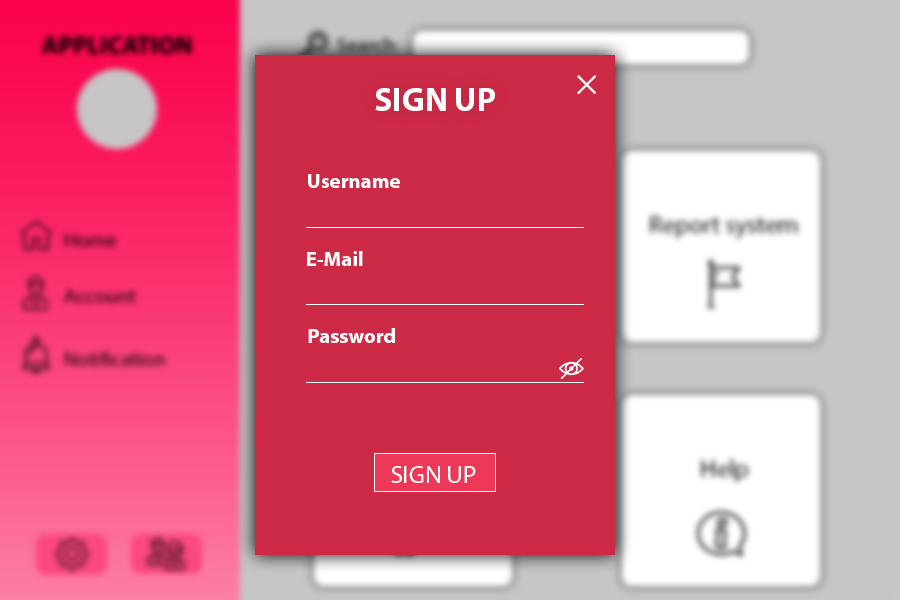 APPLICATION
Search
Home
Account
Notification
SIGN UP
Username
E-Mail
Password
SIGN UP
Report system
Help